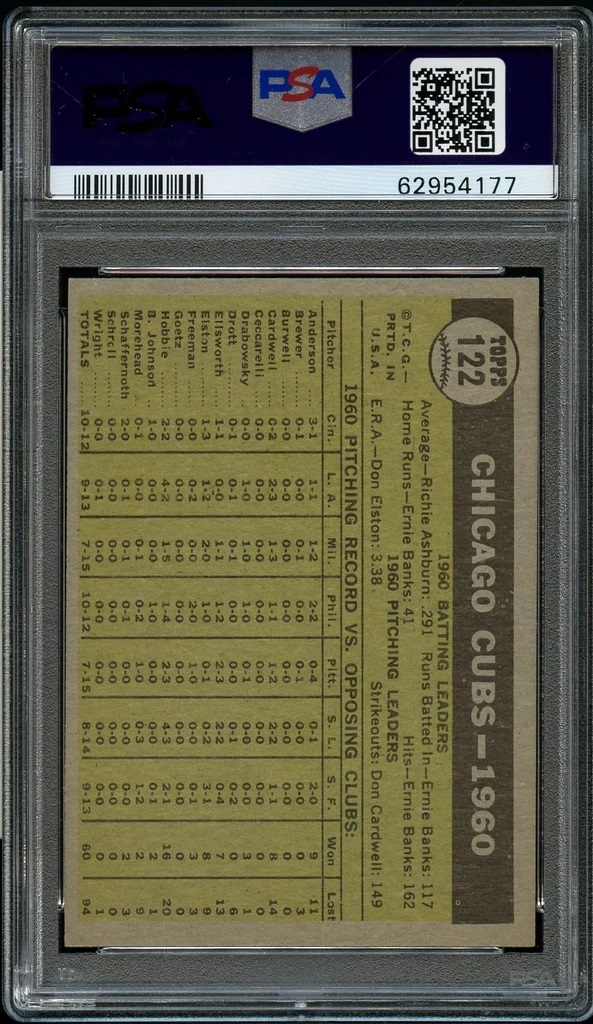 PSA
PSA
62954177
TOPPS
122
CHICAGO CUBS—1960
1960 BATTING LEADERS
Average—Richie Ashburn: .291 Runs Batted In—Ernie Banks: 117
Home Runs—Ernie Banks: 41 Hits—Ernie Banks: 162
1960 PITCHING LEADERS
E.R.A.—Don Elston: 3.38 Strikeouts: Don Cardwell: 149
©T.C.G.—
PRTD. IN
U.S.A.
1960 PITCHING RECORD VS. OPPOSING CLUBS:
Pitcher Cin. L. A. Mil. Phil. Pitt. S. L. S. F. Won Lost
Anderson 3-1 1-1 1-2 2-2 0-4 0-1 2-0 9 11
Brewer 0-1 0-0 0-1 0-0 0-1 0-0 0-0 0 3
Burwell 0-0 0-0 0-0 0-0 0-0 0-0 0-0 0 0
Cardwell 0-2 2-3 1-3 1-1 1-2 2-2 1-1 8 14
Ceccarelli 0-0 0-0 0-0 0-0 0-0 0-0 0-0 0 0
Drabowsky 0-0 1-0 1-0 1-0 0-1 0-0 0-0 3 1
Drott 0-1 0-1 0-1 0-0 0-0 0-1 0-2 0 6
Ellsworth 1-1 0-0 1-1 1-2 2-3 2-2 0-4 7 13
Elston 1-3 1-2 2-0 1-0 0-1 0-2 3-1 8 9
Freeman 0-0 0-2 0-0 2-0 1-0 0-0 0-1 3 3
Goetz 0-0 0-0 0-0 0-0 0-0 0-0 0-0 0 0
Hobbie 2-2 4-2 1-5 1-4 2-3 4-3 2-1 16 20
B. Johnson 1-0 0-0 0-0 1-0 0-0 0-0 0-1 2 1
Morehead 0-1 0-0 0-1 0-2 1-0 0-3 1-2 2 9
Schaffernoth 2-0 0-1 0-1 0-1 0-0 0-0 0-0 2 3
Schroll 0-0 0-0 0-0 0-0 0-0 0-0 0-0 0 0
Wright 0-0 0-1 0-0 0-0 0-0 0-0 0-0 0 1
TOTALS 10-12 9-13 7-15 10-12 7-15 8-14 9-13 60 94
PSA